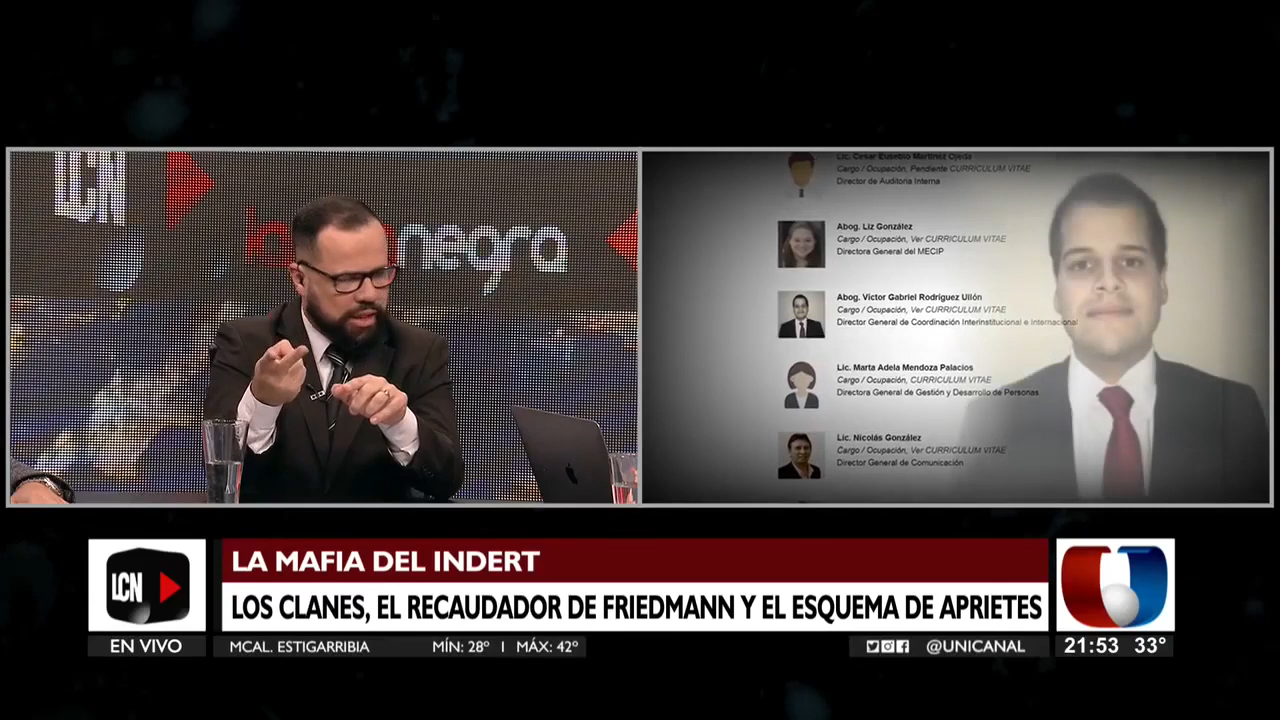 LCN
negra
Lic. Cesar Eusebio Martinez Ojeda
Cargo / Ocupación, Pendiente CURRICULUM VITAE
Director de Auditoria Interna
Abog. Liz González
Cargo / Ocupación, Ver CURRICULUM VITAE
Directora General del MECIP
Abog. Victor Gabriel Rodríguez Ullón
Cargo / Ocupación, Ver CURRICULUM VITAE
Director General de Coordinación Interinstitucional e Internacional
Lic. Marta Adela Mendoza Palacios
Cargo / Ocupación, CURRICULUM VITAE
Directora General de Gestión y Desarrollo de Personas
Lic. Nicolás González
Cargo / Ocupación, Ver CURRICULUM VITAE
Director General de Comunicación
LCN
LA MAFIA DEL INDERT
LOS CLANES, EL RECAUDADOR DE FRIEDMANN Y EL ESQUEMA DE APRIETES
EN VIVO
MCAL. ESTIGARRIBIA MÍN: 28° I MÁX: 42°
@UNICANAL
21:53 33°